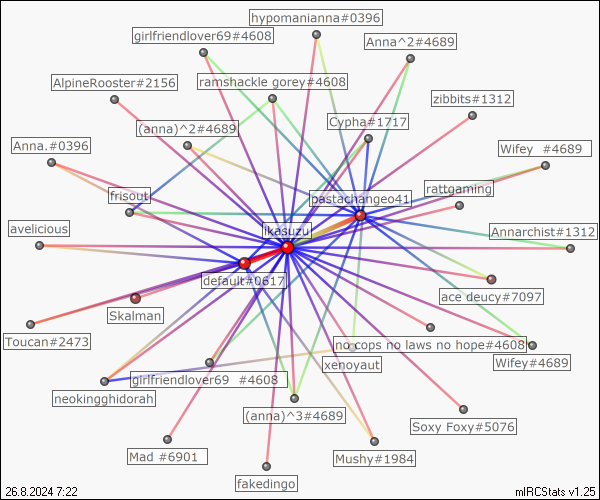 hypomanianna#0396
girlfriendlover69#4608
Anna^2#4689
AlpineRooster#2156
ramshackle gorey#4608
zibbits#1312
(anna)^2#4689
Cypha#1717
Anna.#0396
Wifey  #4689
frisout
pastachangeo41
rattgaming
avelicious
ikasuzu
Annarchist#1312
default#0617
Skalman
ace deucy#7097
Toucan#2473
no cops no laws no hope#4608
xenoyaut
Wifey#4689
girlfriendlover69  #4608
neokingghidorah
(anna)^3#4689
Soxy Foxy#5076
Mad #6901
Mushy#1984
fakedingo
26.8.2024 7:22
mIRCStats v1.25